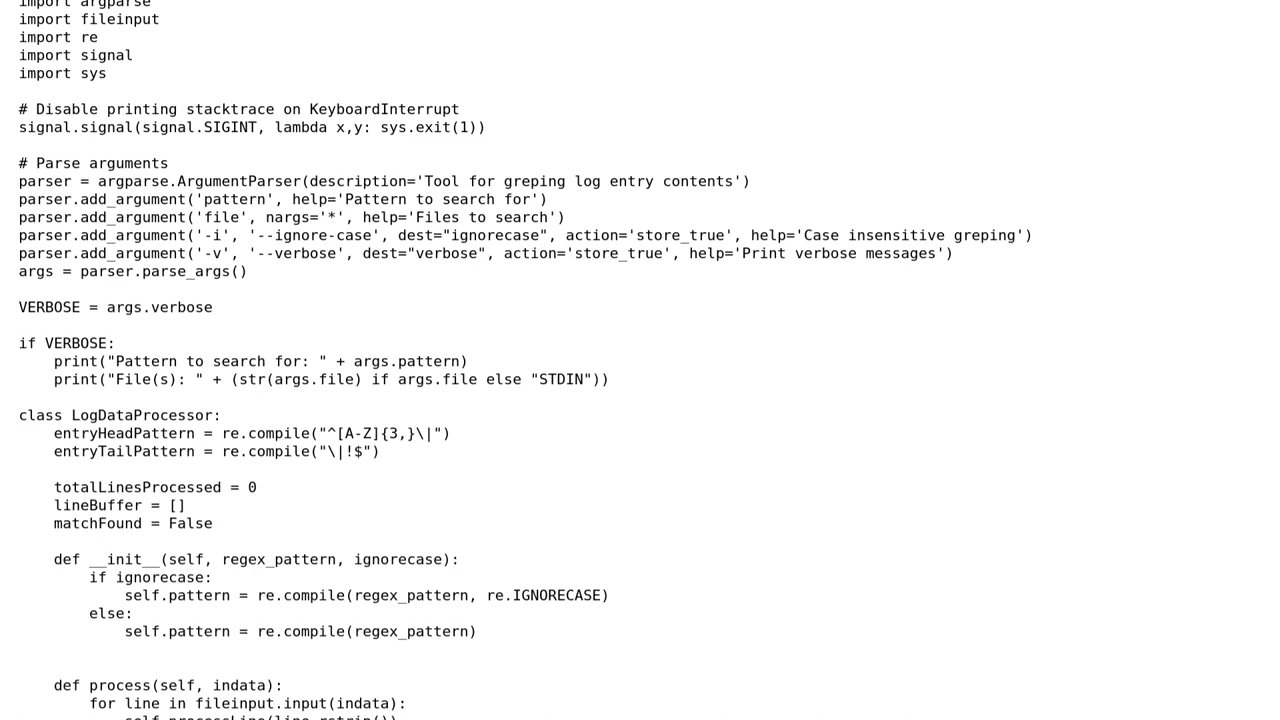 import argparse
import fileinput
import re
import signal
import sys

# Disable printing stacktrace on KeyboardInterrupt
signal.signal(signal.SIGINT, lambda x,y: sys.exit(1))

# Parse arguments
parser = argparse.ArgumentParser(description='Tool for greping log entry contents')
parser.add_argument('pattern', help='Pattern to search for')
parser.add_argument('file', nargs='*', help='Files to search')
parser.add_argument('-i', '--ignore-case', dest="ignorecase", action='store_true', help='Case insensitive greping')
parser.add_argument('-v', '--verbose', dest="verbose", action='store_true', help='Print verbose messages')
args = parser.parse_args()

VERBOSE = args.verbose

if VERBOSE:
    print("Pattern to search for: " + args.pattern)
    print("File(s): " + (str(args.file) if args.file else "STDIN"))

class LogDataProcessor:
    entryHeadPattern = re.compile("^[A-Z]{3,}\|")
    entryTailPattern = re.compile("\|!$")

    totalLinesProcessed = 0
    lineBuffer = []
    matchFound = False

    def __init__(self, regex_pattern, ignorecase):
        if ignorecase:
            self.pattern = re.compile(regex_pattern, re.IGNORECASE)
        else:
            self.pattern = re.compile(regex_pattern)


    def process(self, indata):
        for line in fileinput.input(indata):
            self.processLine(line.rstrip())